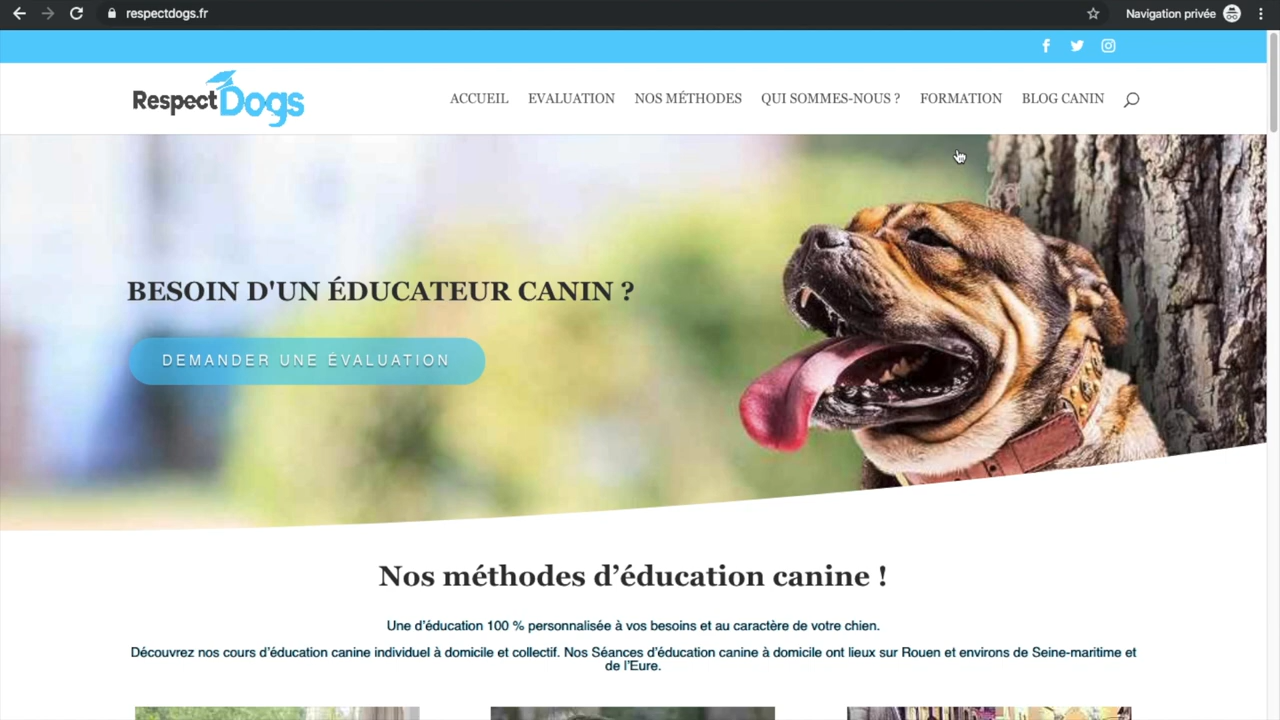 respectdogs.fr
Navigation privée
RespectDogs
ACCUEIL EVALUATION NOS MÉTHODES QUI SOMMES-NOUS ? FORMATION BLOG CANIN
BESOIN D'UN ÉDUCATEUR CANIN ?
DEMANDER UNE ÉVALUATION
Nos méthodes d'éducation canine !
Une d'éducation 100 % personnalisée à vos besoins et au caractère de votre chien.
Découvrez nos cours d'éducation canine individuel à domicile et collectif. Nos Séances d'éducation canine à domicile ont lieux sur Rouen et environs de Seine-maritime et
de l'Eure.